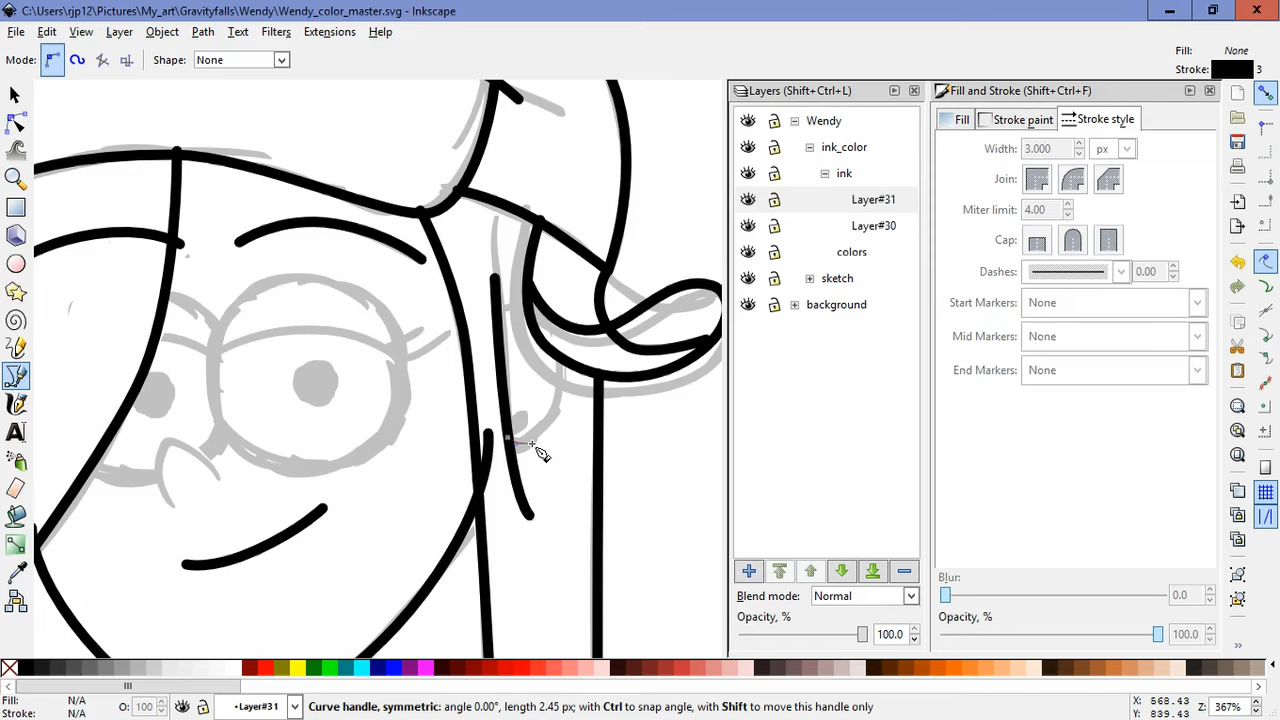 C:\Users\rjp12\Pictures\My_art\Gravityfalls\Wendy\Wendy_color_master.svg - Inkscape
File Edit View Layer Object Path Text Filters Extensions Help
Mode: Shape: None
Fill: None
Stroke: 3
Layers (Shift+Ctrl+L)
Wendy
ink_color
ink
Layer#31
Layer#30
colors
sketch
background
Blend mode: Normal
Opacity, %
100.0
Fill and Stroke (Shift+Ctrl+F)
Fill Stroke paint Stroke style
Width: 3.000 px
Join:
Miter limit: 4.00
Cap:
Dashes: 0.00
Start Markers: None
Mid Markers: None
End Markers: None
Blur:
0.0
Opacity, %
100.0
Fill: N/A
Stroke: N/A
O: 100
•Layer#31
Curve handle, symmetric: angle 0.00°, length 2.45 px; with Ctrl to snap angle, with Shift to move this handle only
X: 568.43
Y: 839.43
Z: 367%